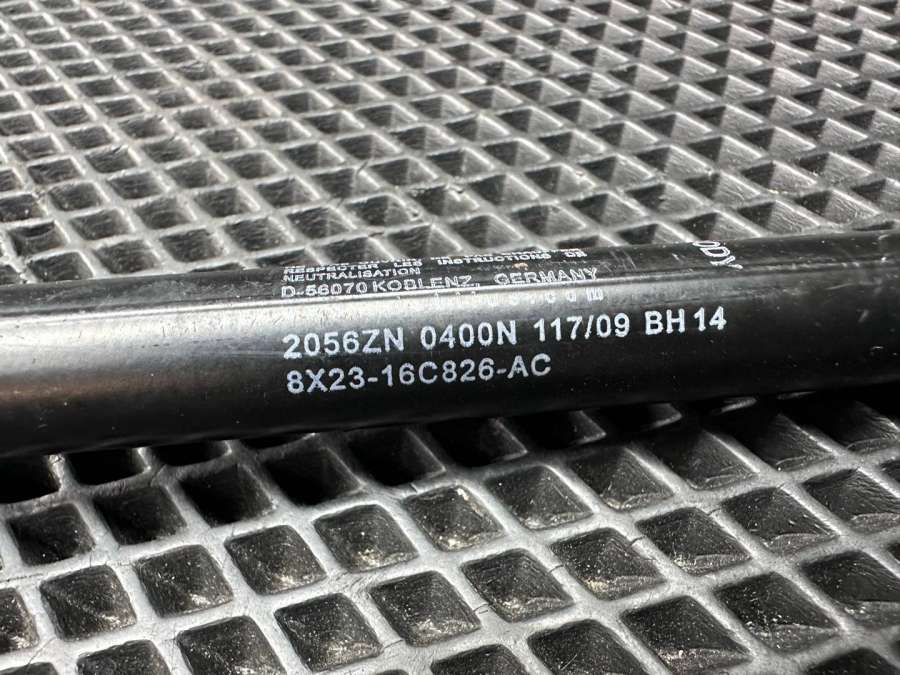 RESPECTER LES INSTRUCTIONS DE
NEUTRALISATION
D-56070 KOBLENZ, GERMANY
2056ZN 0400N 117/09 BH 14
8X23-16C826-AC